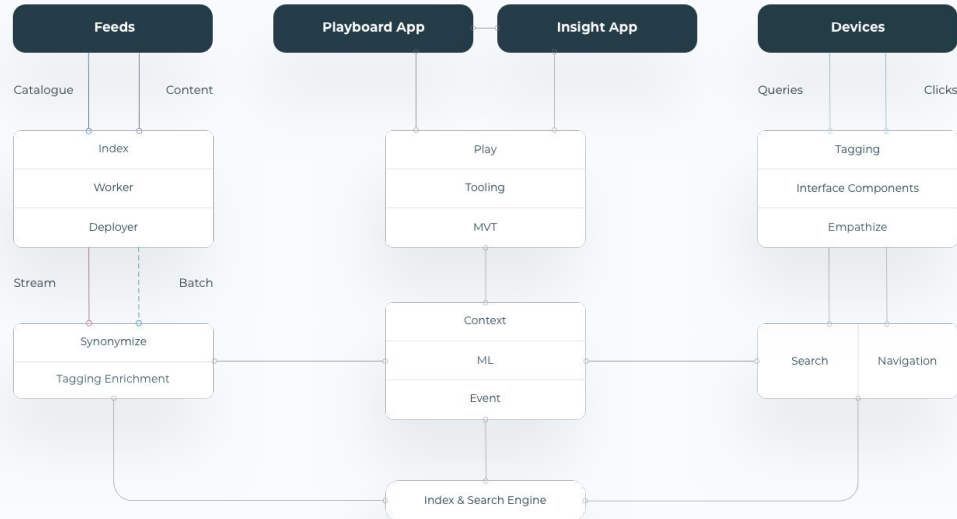 Feeds
Playboard App
Insight App
Devices
Catalogue
Content
Queries
Clicks
Index
Worker
Deployer
Play
Tooling
MVT
Tagging
Interface Components
Empathize
Stream
Batch
Synonymize
Tagging Enrichment
Context
ML
Event
Search
Navigation
Index & Search Engine